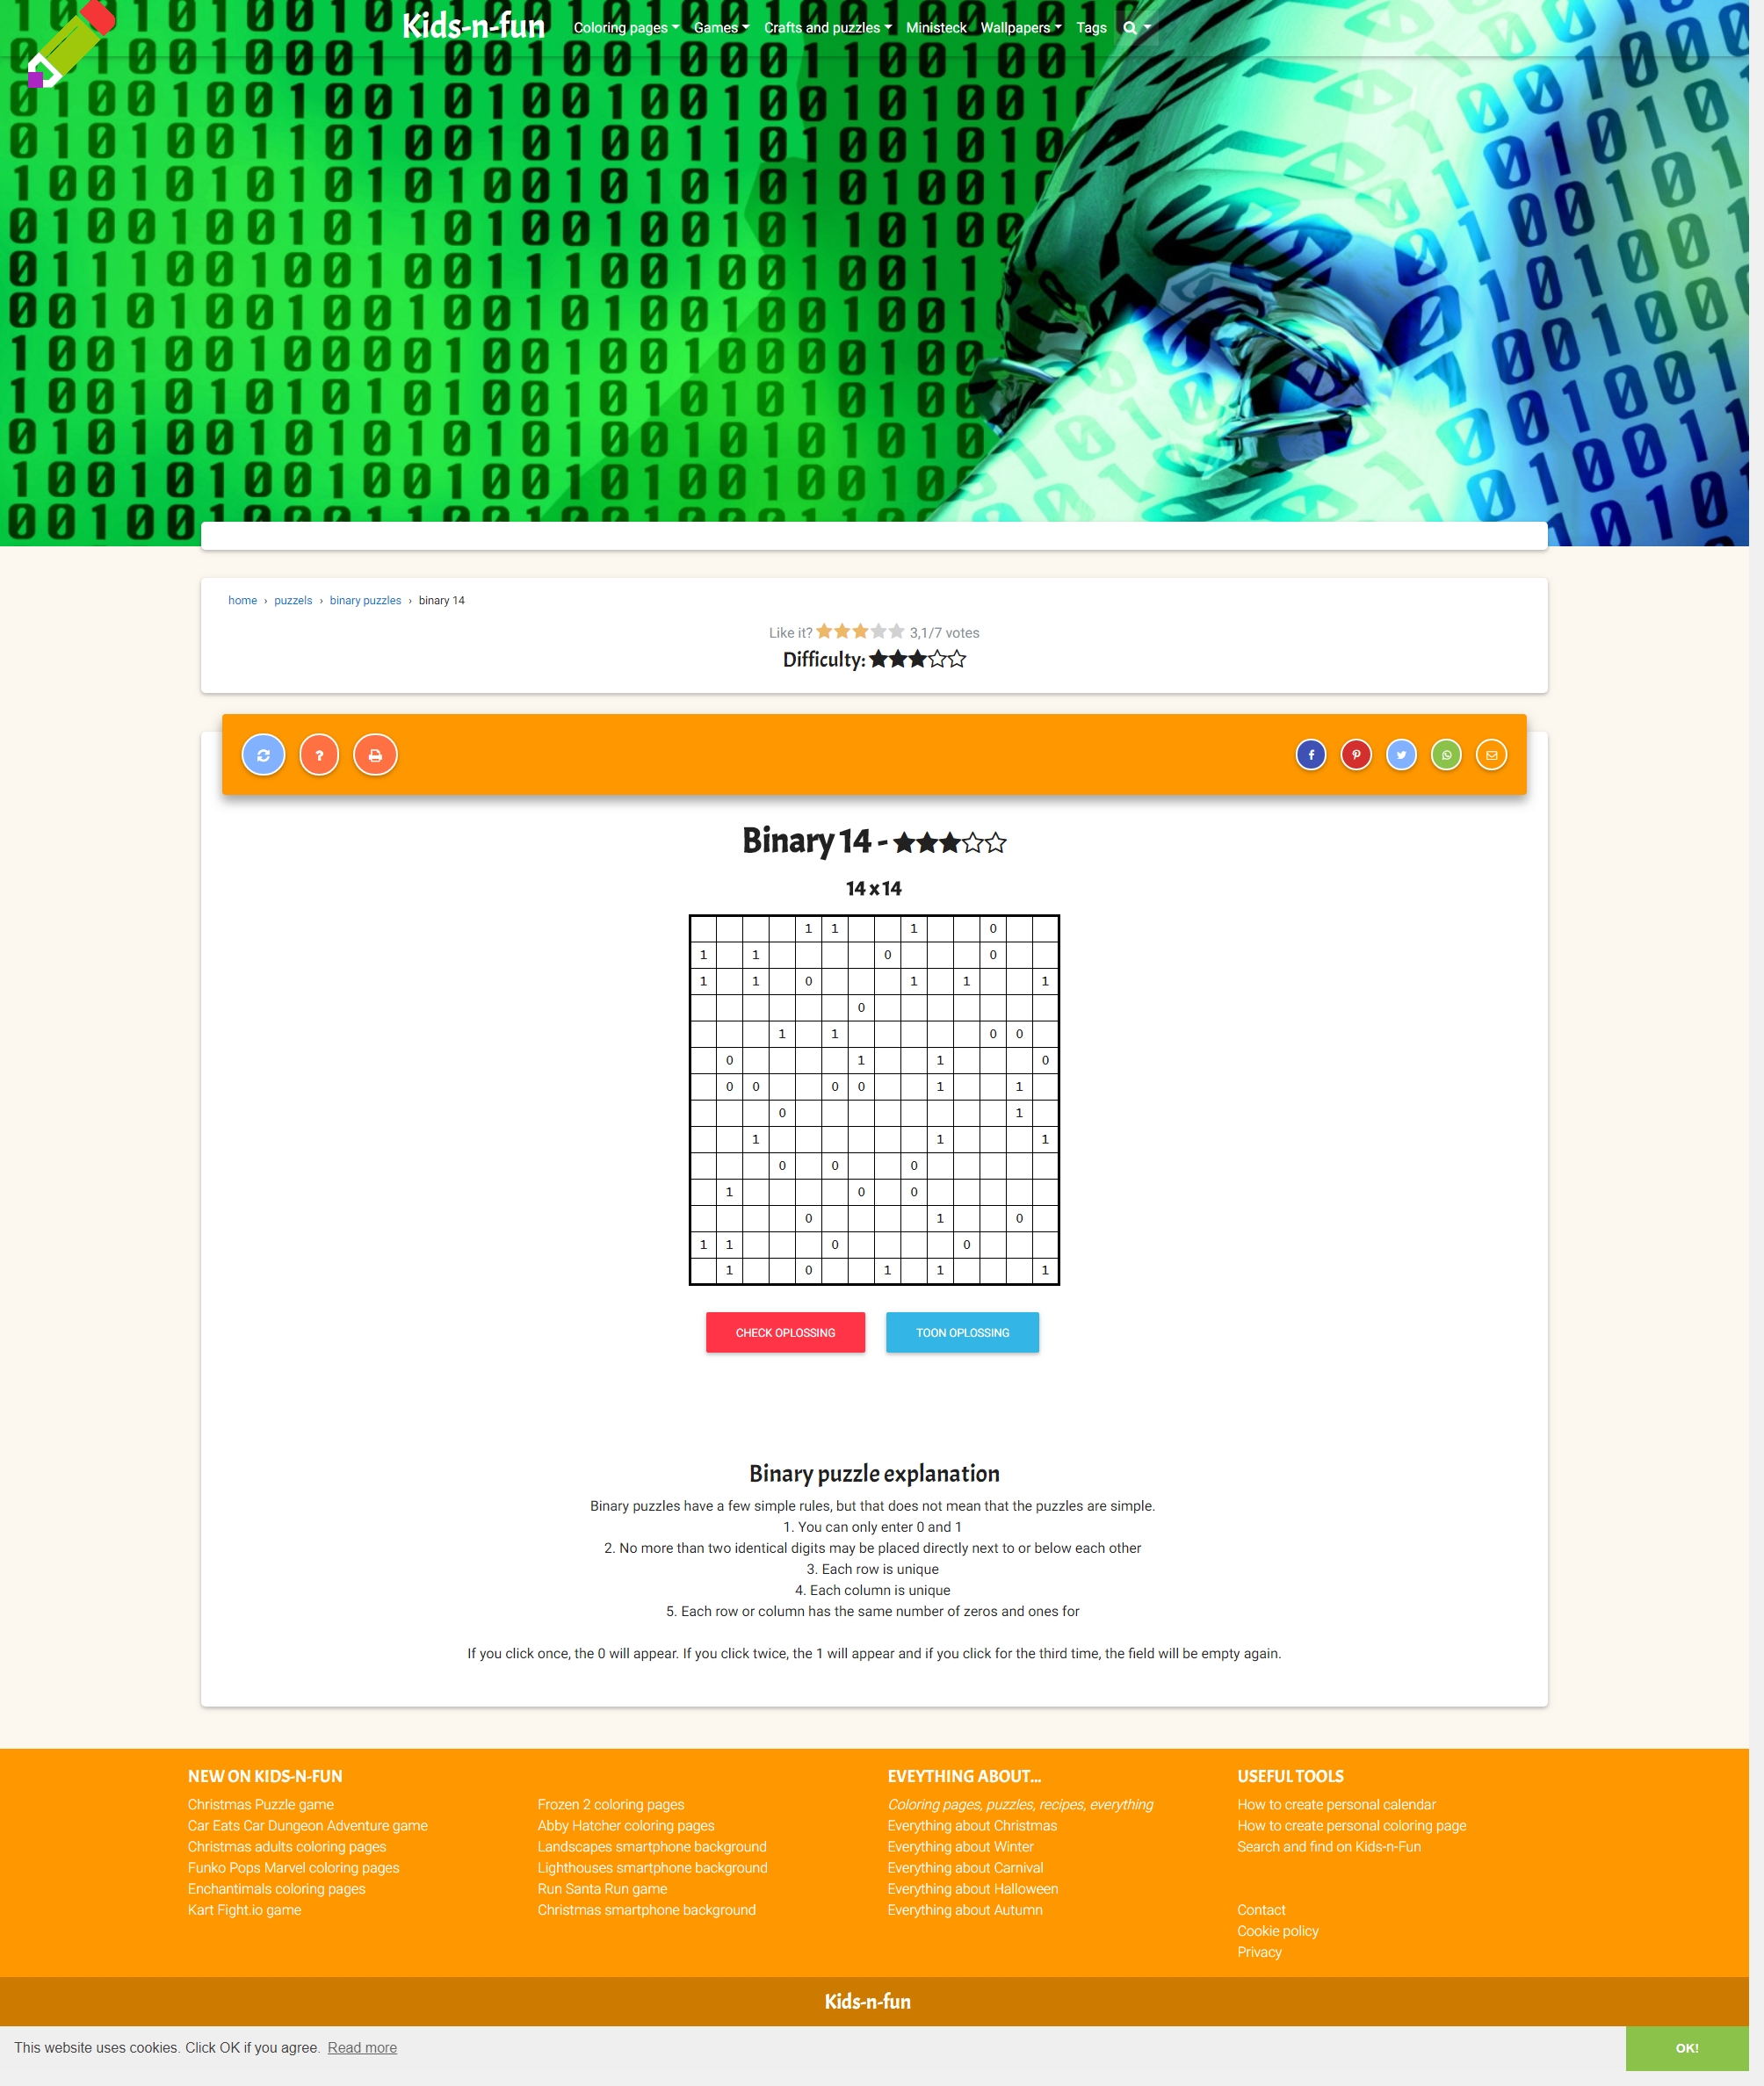 Kids-n-fun Coloring pages Games Crafts and puzzles Ministeck Wallpapers Tags
home › puzzels › binary puzzles › binary 14
Like it? 3,1/7 votes
Difficulty:
Binary 14 -
14 x 14
1 1 1 0
1 1 0 0
1 1 0 1 1 1
0
1 1 0 0
0 1 1 0
0 0 0 0 1 1
0 1
1 1 1
0 0 0
1 0 0
0 1 0
1 1 0 0
1 0 1 1 1
CHECK OPLOSSING TOON OPLOSSING
Binary puzzle explanation
Binary puzzles have a few simple rules, but that does not mean that the puzzles are simple.
1. You can only enter 0 and 1
2. No more than two identical digits may be placed directly next to or below each other
3. Each row is unique
4. Each column is unique
5. Each row or column has the same number of zeros and ones for
If you click once, the 0 will appear. If you click twice, the 1 will appear and if you click for the third time, the field will be empty again.
NEW ON KIDS-N-FUN
Christmas Puzzle game
Car Eats Car Dungeon Adventure game
Christmas adults coloring pages
Funko Pops Marvel coloring pages
Enchantimals coloring pages
Kart Fight.io game
Frozen 2 coloring pages
Abby Hatcher coloring pages
Landscapes smartphone background
Lighthouses smartphone background
Run Santa Run game
Christmas smartphone background
EVEYTHING ABOUT...
Coloring pages, puzzles, recipes, everything
Everything about Christmas
Everything about Winter
Everything about Carnival
Everything about Halloween
Everything about Autumn
USEFUL TOOLS
How to create personal calendar
How to create personal coloring page
Search and find on Kids-n-Fun
Contact
Cookie policy
Privacy
Kids-n-fun
This website uses cookies. Click OK if you agree. Read more
OK!